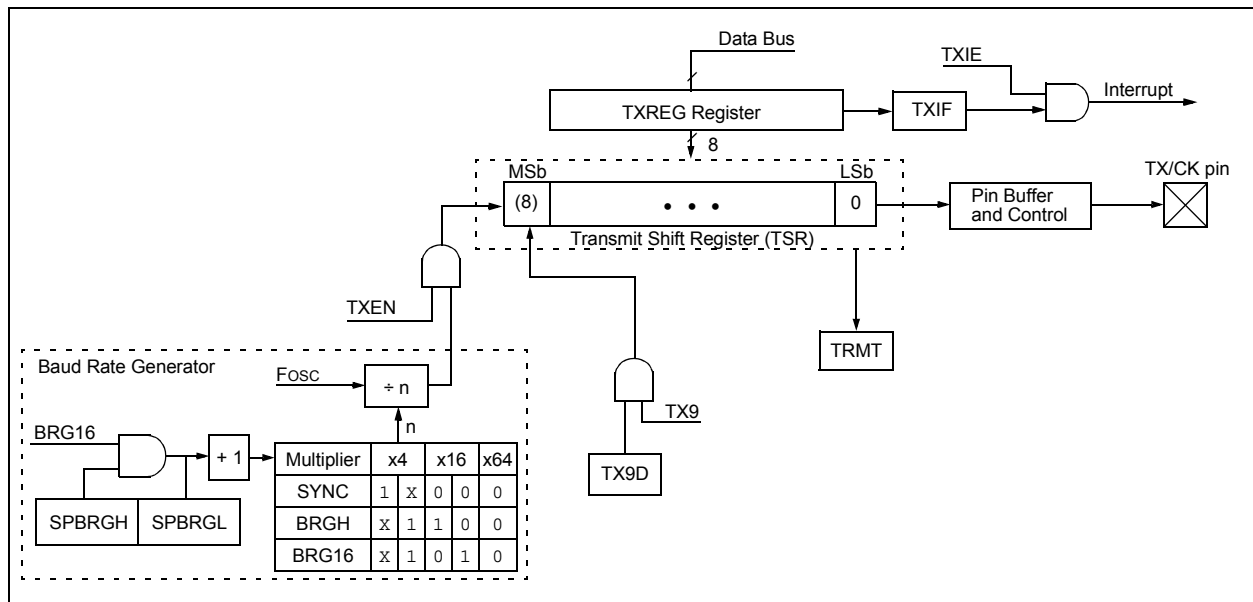 Data Bus
TXIE
Interrupt
TXREG Register
TXIF
8
MSb
LSb
TX/CK pin
(8)
• • •
0
Pin Buffer
and Control
Transmit Shift Register (TSR)
TXEN
TRMT
Baud Rate Generator
FOSC
÷ n
TX9
n
BRG16
+ 1
Multiplier x4 x16 x64
TX9D
SYNC 1 X 0 0 0
SPBRGH SPBRGL
BRGH X 1 1 0 0
BRG16 X 1 0 1 0